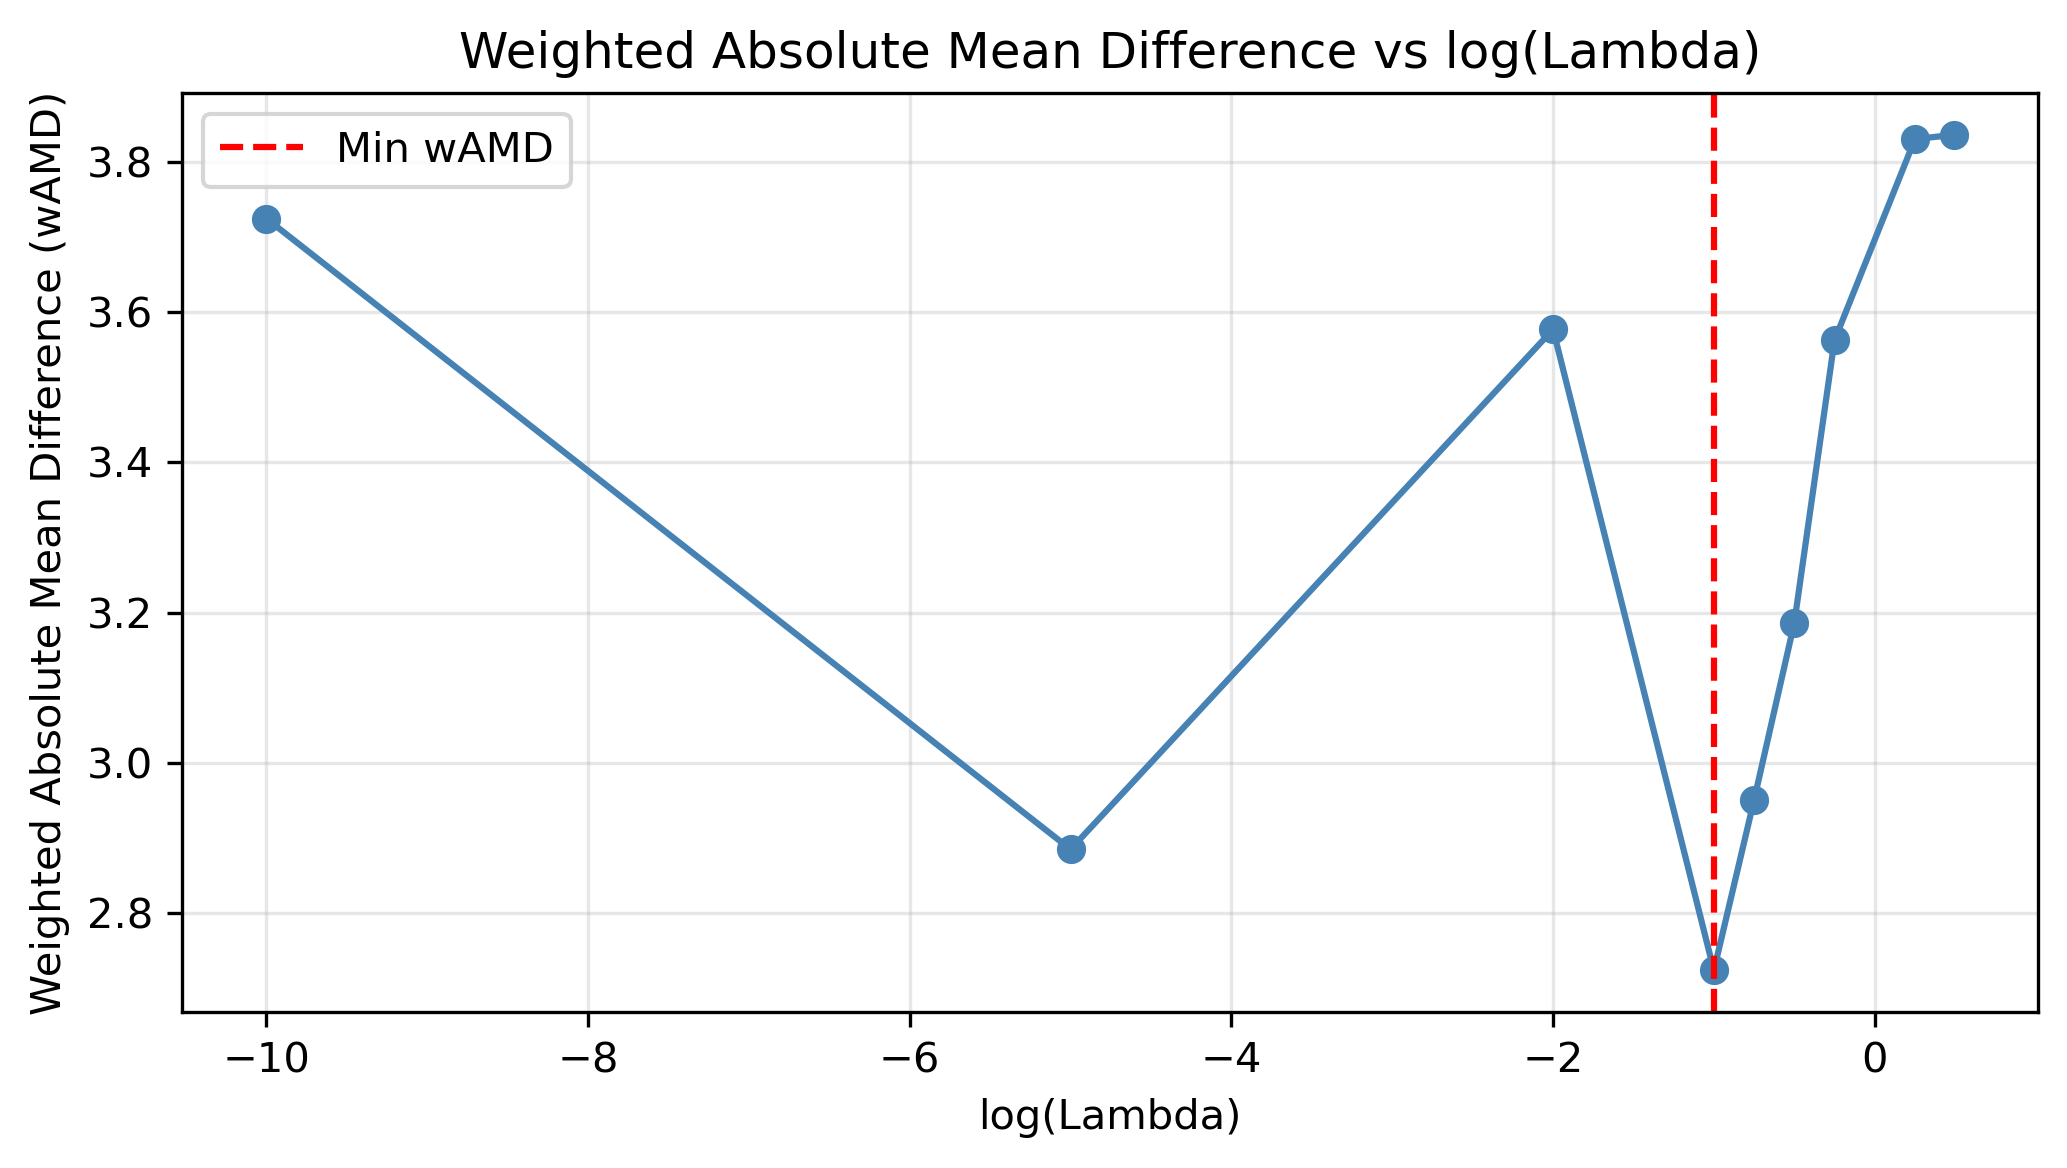 Weighted Absolute Mean Difference vs log(Lambda)
Weighted Absolute Mean Difference (wAMD)
Min wAMD
3.8
3.6
3.4
3.2
3.0
2.8
−10 −8 −6 −4 −2 0
log(Lambda)